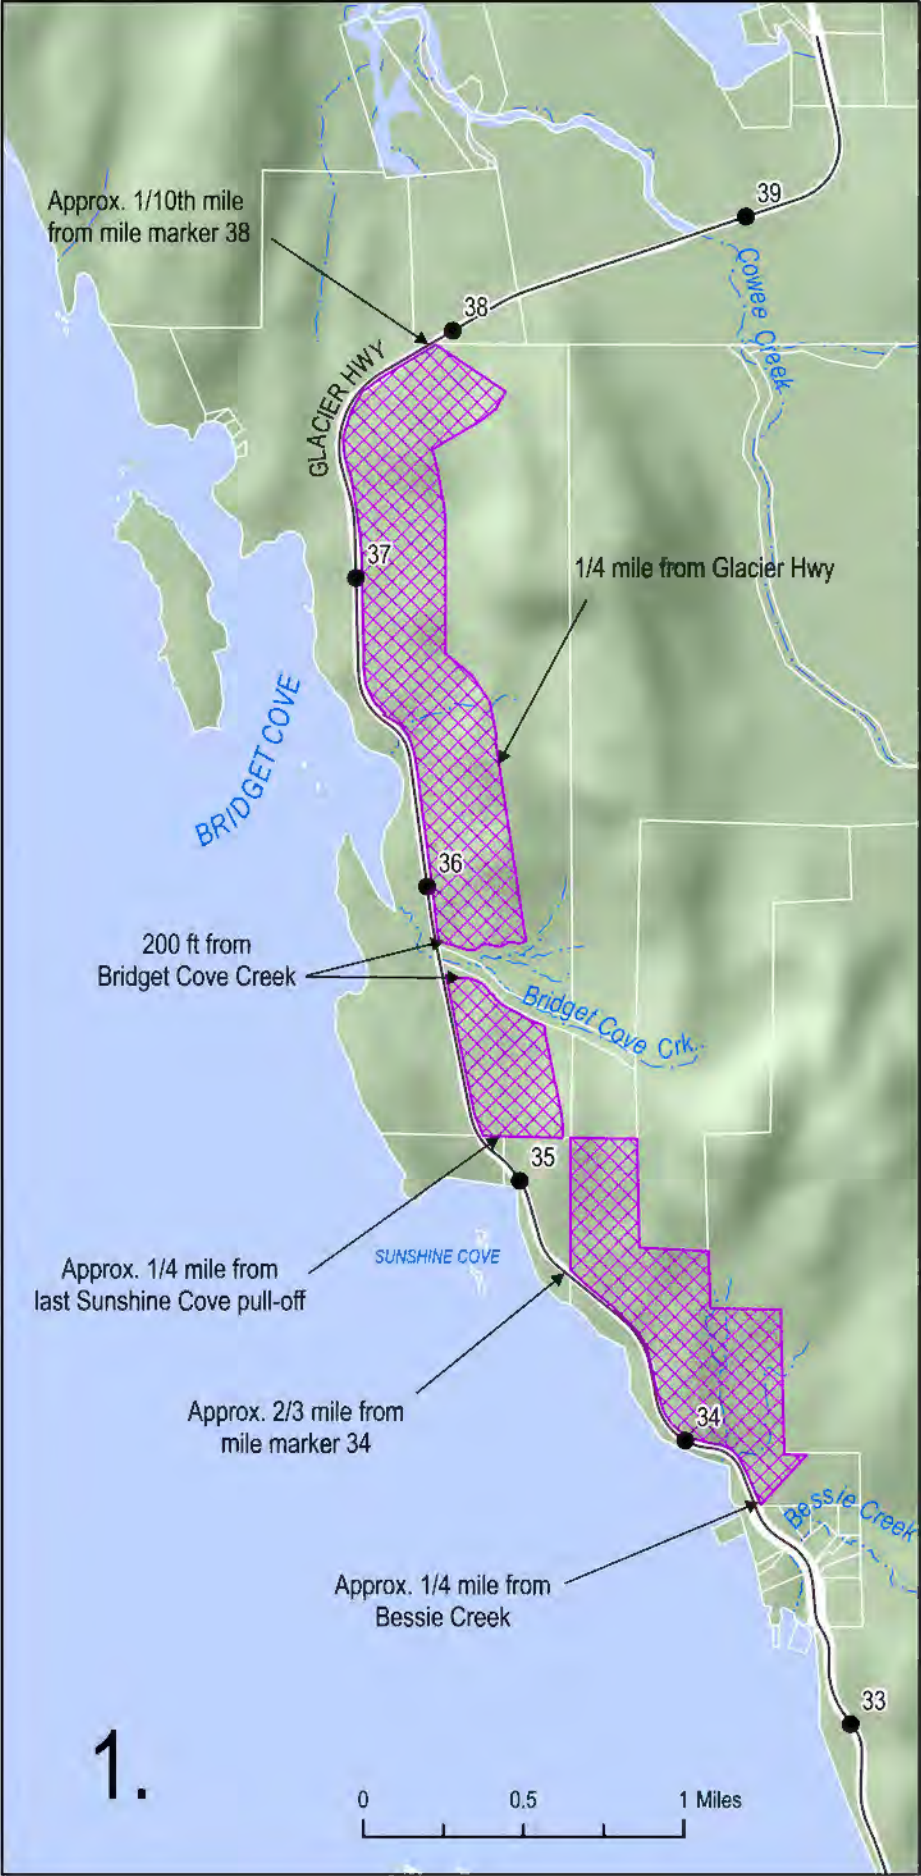 39
Approx. 1/10th mile
from mile marker 38
Cowee Creek
38
GLACIER HWY
37
1/4 mile from Glacier Hwy
BRIDGET COVE
36
200 ft from
Bridget Cove Creek
Bridget Cove Crk.
35
SUNSHINE COVE
Approx. 1/4 mile from
last Sunshine Cove pull-off
Approx. 2/3 mile from
mile marker 34
34
Bessie Creek
Approx. 1/4 mile from
Bessie Creek
33
1.
0 0.5 1 Miles